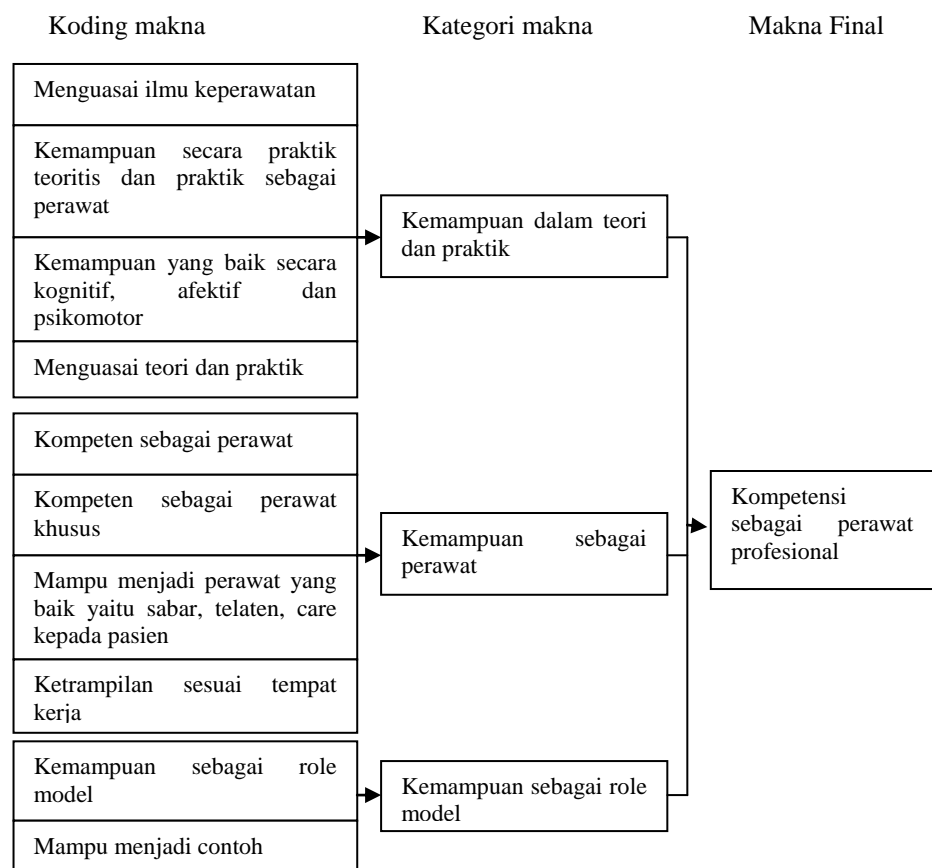 Koding makna
Kategori makna
Makna Final
Menguasai ilmu keperawatan
Kemampuan secara praktik
teoritis dan praktik sebagai
perawat
Kemampuan yang baik secara
kognitif, afektif dan
psikomotor
Menguasai teori dan praktik
Kemampuan dalam teori
dan praktik
Kompeten sebagai perawat
Kompeten sebagai perawat
khusus
Mampu menjadi perawat yang
baik yaitu sabar, telaten, care
kepada pasien
Ketrampilan sesuai tempat
kerja
Kemampuan sebagai
perawat
Kemampuan sebagai role
model
Mampu menjadi contoh
Kemampuan sebagai role
model
Kompetensi
sebagai perawat
profesional